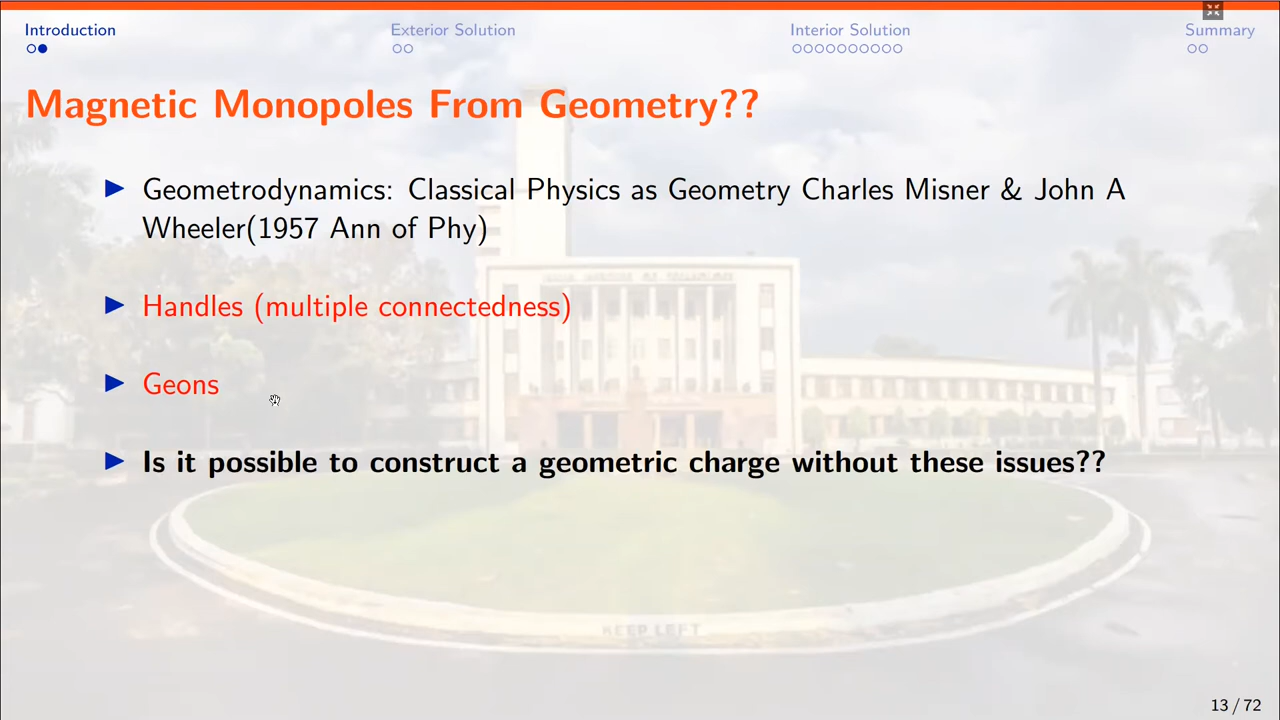 Introduction
Exterior Solution
Interior Solution
Summary
Magnetic Monopoles From Geometry??
Geometrodynamics: Classical Physics as Geometry Charles Misner & John A
Wheeler(1957 Ann of Phy)
Handles (multiple connectedness)
Geons
Is it possible to construct a geometric charge without these issues??
KEEP LEFT
13 / 72